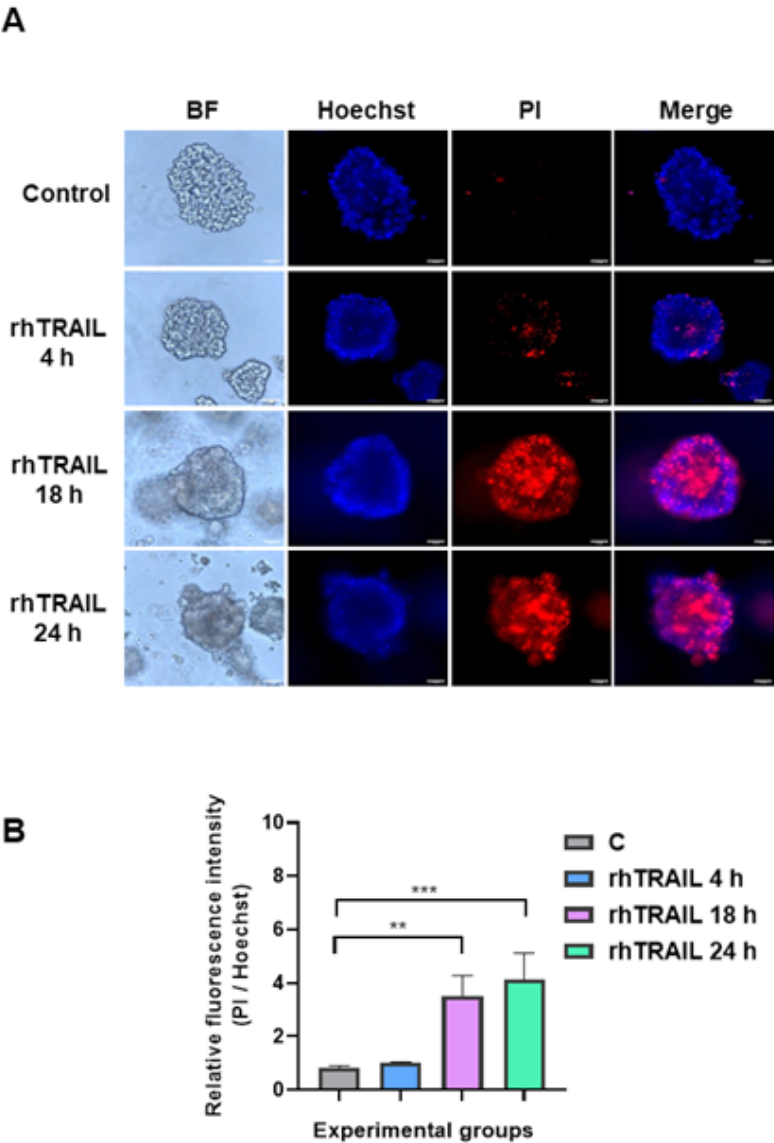 A
BF Hoechst PI Merge
Control
rhTRAIL
4 h
rhTRAIL
18 h
rhTRAIL
24 h
B
Relative fluorescence intensity
(PI / Hoechst)
10
8
6
4
2
0
***
**
C
rhTRAIL 4 h
rhTRAIL 18 h
rhTRAIL 24 h
Experimental groups